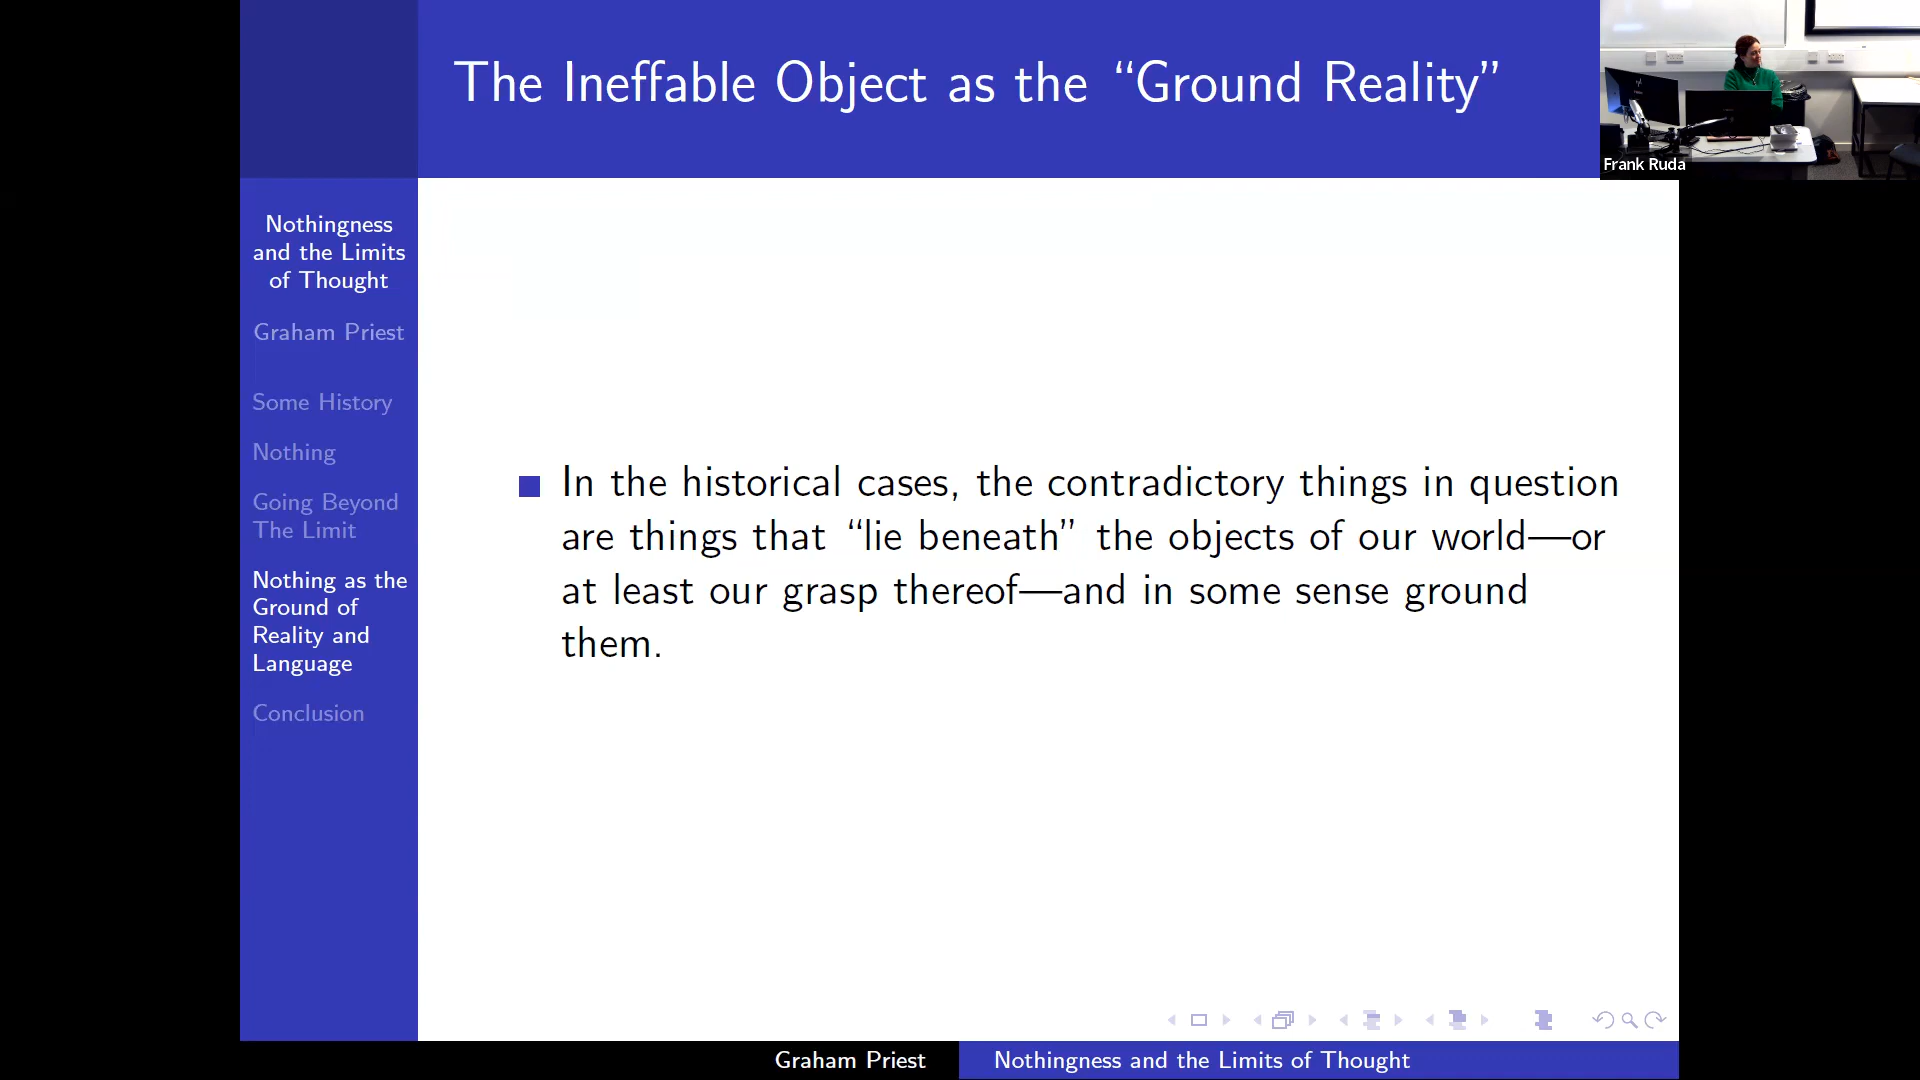 The Ineffable Object as the “Ground Reality”
Frank Ruda
Nothingness
and the Limits
of Thought
Graham Priest
Some History
Nothing
Going Beyond
The Limit
Nothing as the
Ground of
Reality and
Language
Conclusion
In the historical cases, the contradictory things in question
are things that “lie beneath” the objects of our world—or
at least our grasp thereof—and in some sense ground
them.
Graham Priest
Nothingness and the Limits of Thought